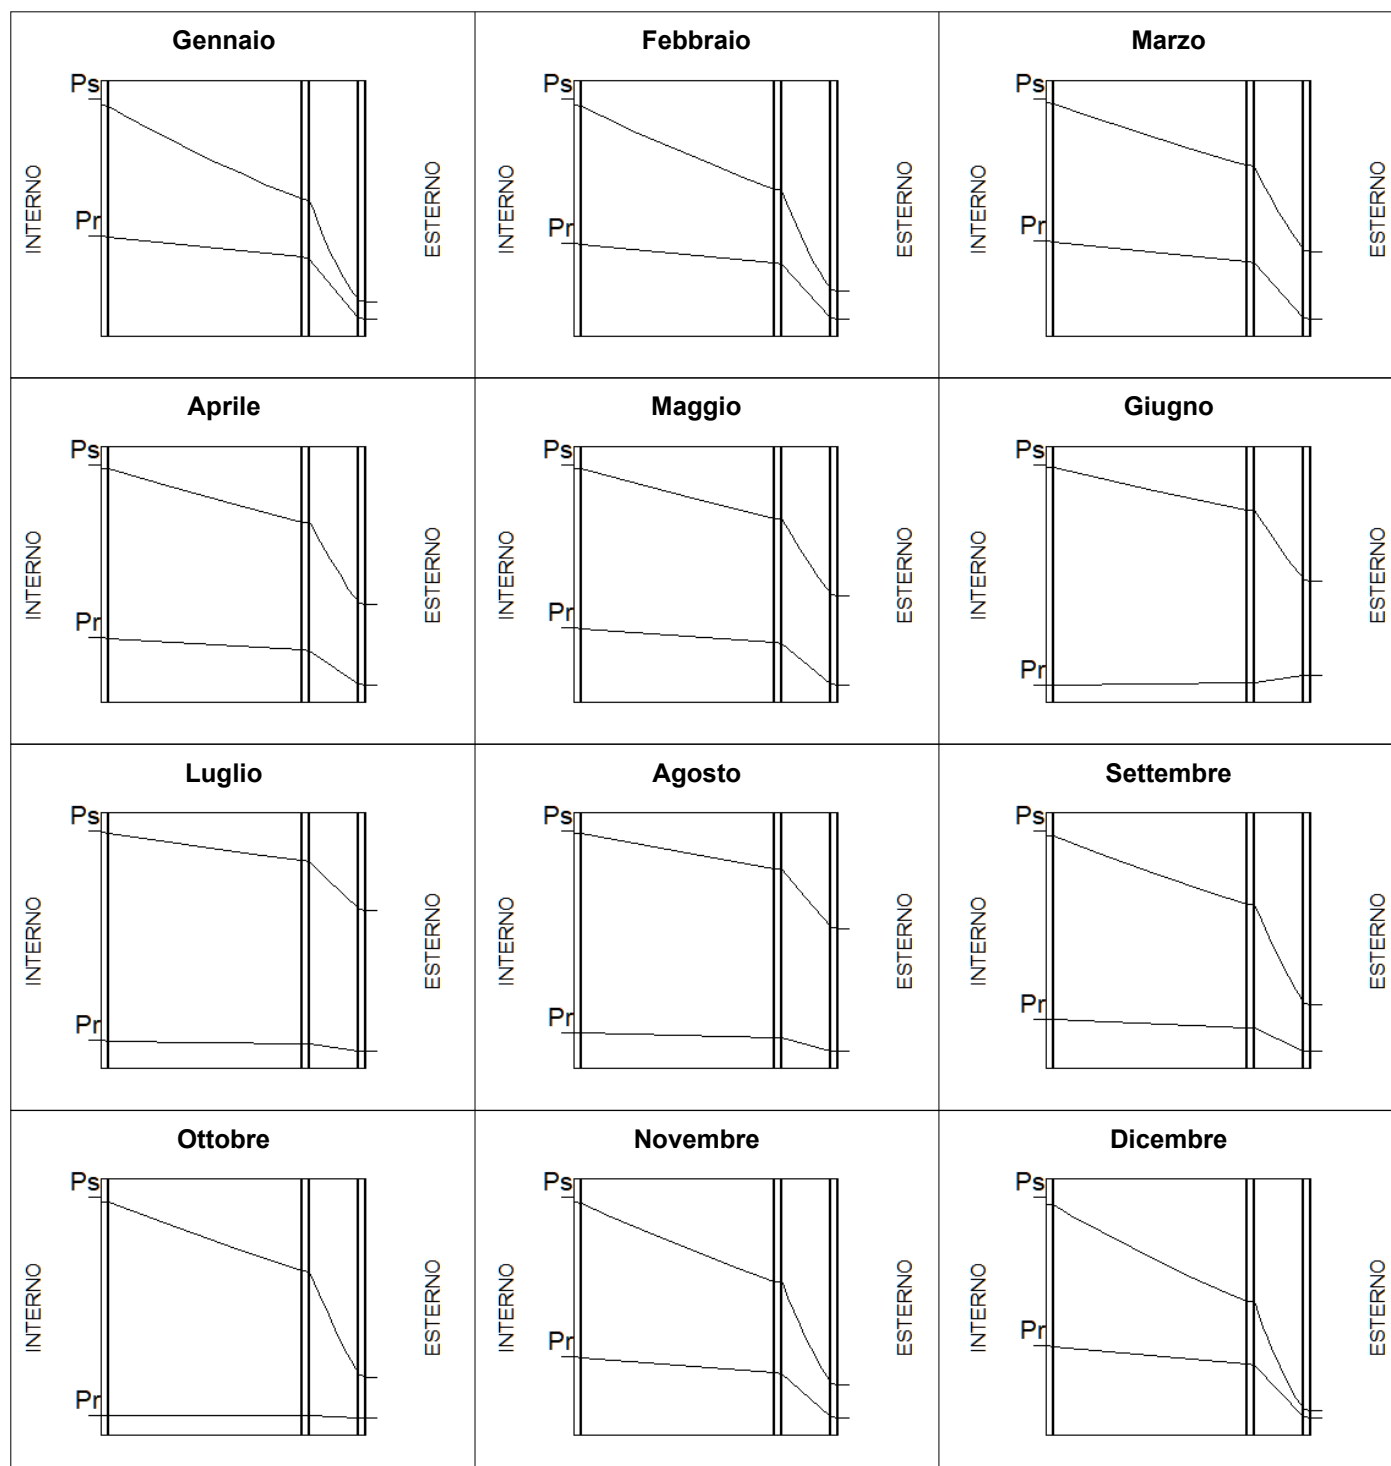 Gennaio
Febbraio
Marzo
Ps
Pr
INTERNO
ESTERNO
Ps
Pr
INTERNO
ESTERNO
Ps
Pr
INTERNO
ESTERNO
Aprile
Maggio
Giugno
Ps
Pr
INTERNO
ESTERNO
Ps
Pr
INTERNO
ESTERNO
Ps
Pr
INTERNO
ESTERNO
Luglio
Agosto
Settembre
Ps
Pr
INTERNO
ESTERNO
Ps
Pr
INTERNO
ESTERNO
Ps
Pr
INTERNO
ESTERNO
Ottobre
Novembre
Dicembre
Ps
Pr
INTERNO
ESTERNO
Ps
Pr
INTERNO
ESTERNO
Ps
Pr
INTERNO
ESTERNO